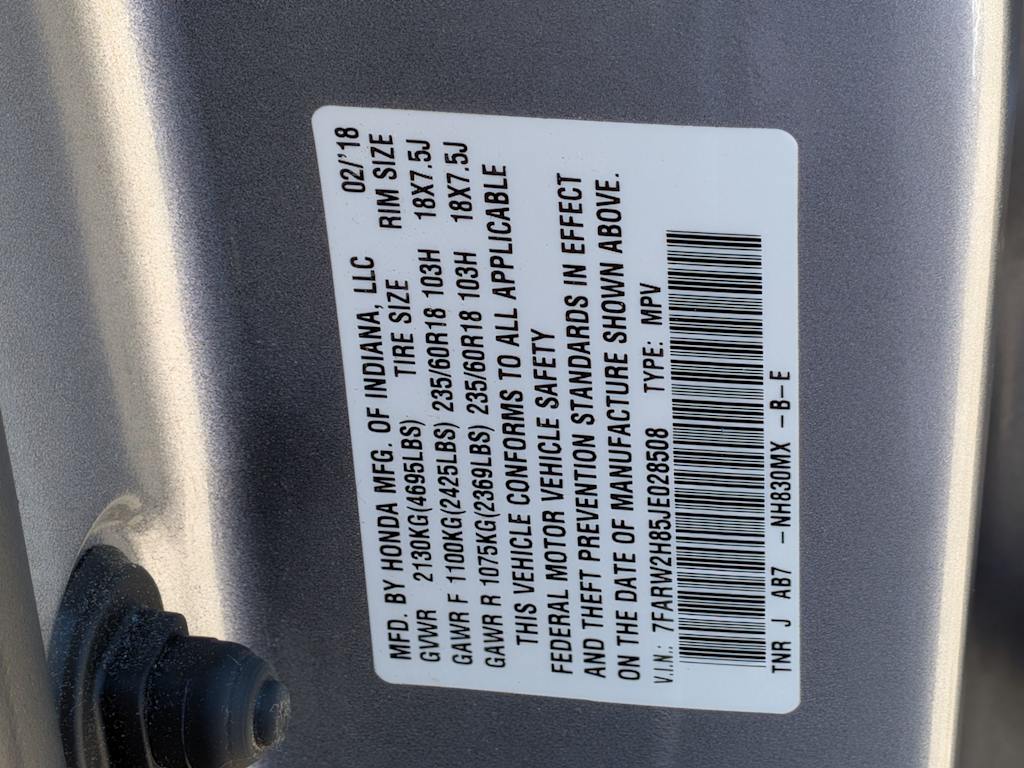 MFD. BY HONDA MFG. OF INDIANA, LLC 02/'18
GVWR 2130KG(4695LBS) TIRE SIZE RIM SIZE
GAWR F 1100KG(2425LBS) 235/60R18 103H 18X7.5J
GAWR R 1075KG(2369LBS) 235/60R18 103H 18X7.5J
THIS VEHICLE CONFORMS TO ALL APPLICABLE
FEDERAL MOTOR VEHICLE SAFETY
AND THEFT PREVENTION STANDARDS IN EFFECT
ON THE DATE OF MANUFACTURE SHOWN ABOVE.
V.I.N.: 7FARW2H85JE028508 TYPE: MPV
TNR J AB7 -NH830MX -B-E